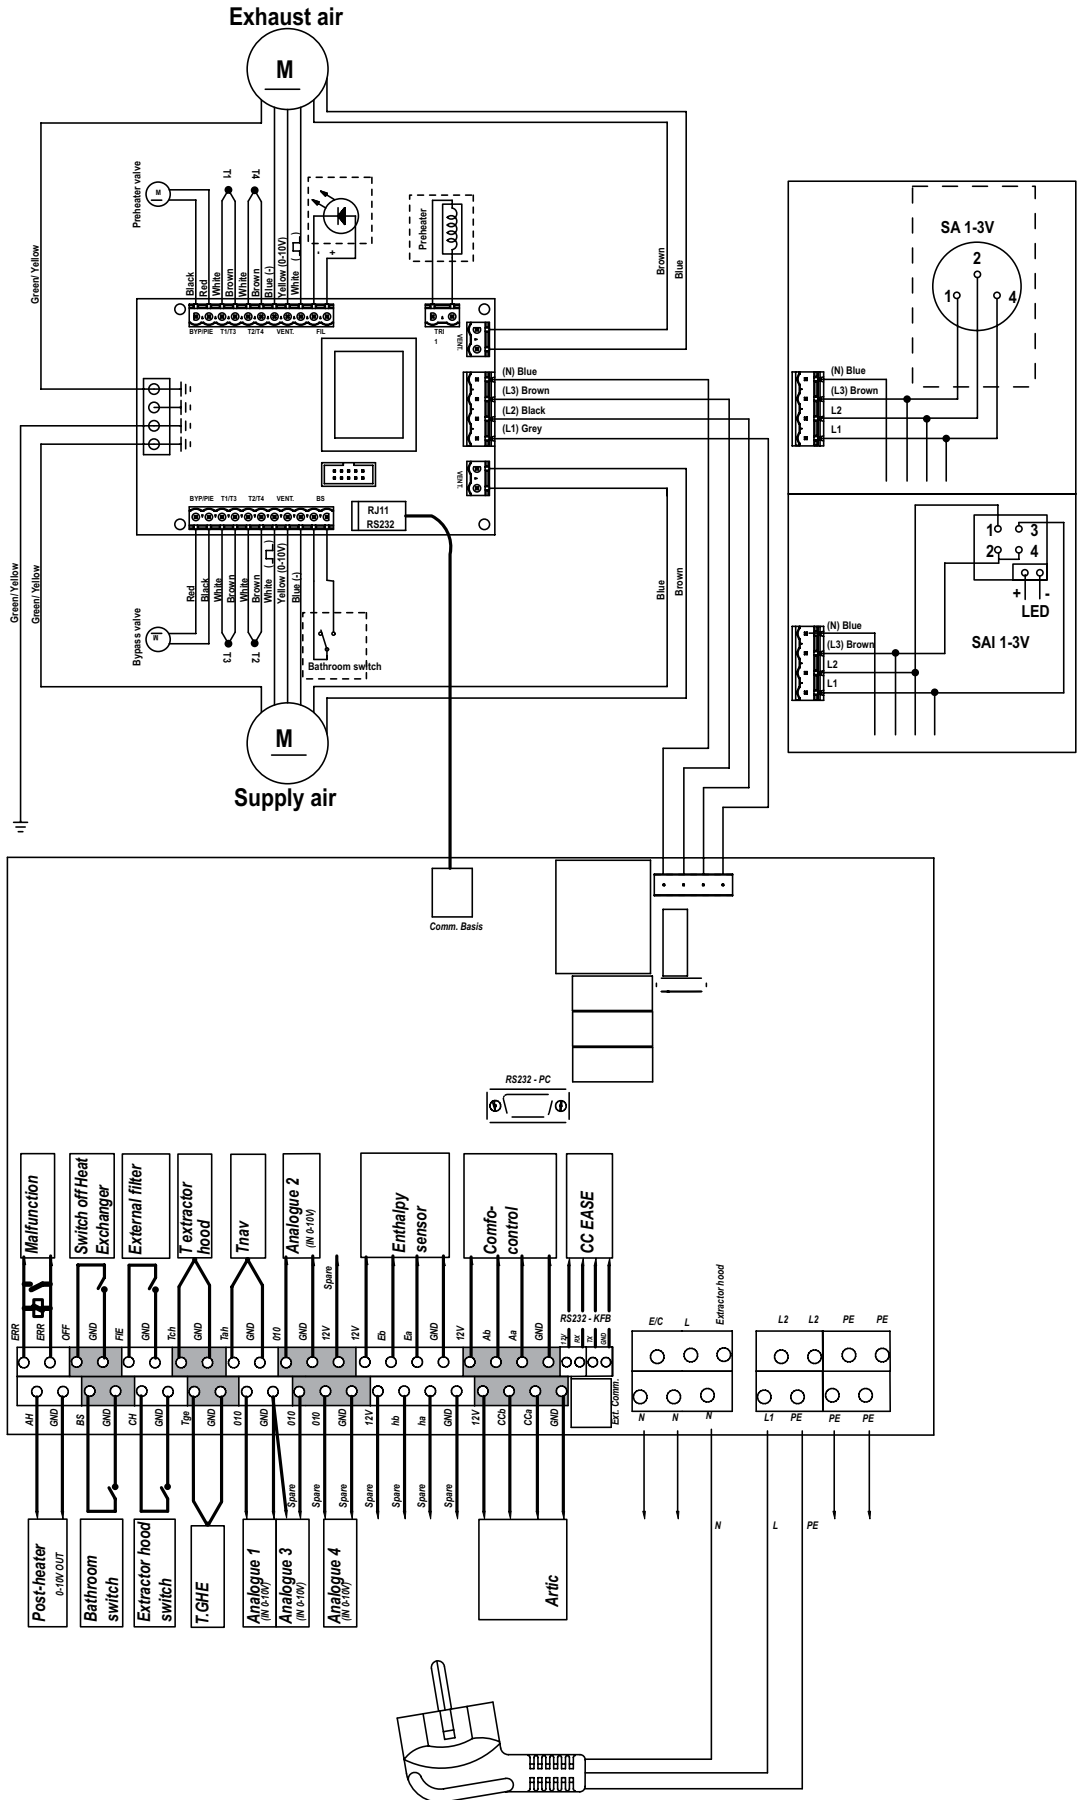 Exhaust air
M
Preheater valve
M
T1
T4
- +
Preheater
Green/ Yellow
Black
Red
White
Brown
White
Brown
Blue (-)
Yellow (0-10V)
White
Brown
Blue
BYP/PIE T1/T3 T2/T4 VENT. FIL
TRI
1
VENT.
(N) Blue
(L3) Brown
(L2) Black
(L1) Grey
VENT.
BYP/PIE T1/T3 T2/T4 VENT. BS
RJ11
RS232
Green/ Yellow
Green/ Yellow
Red
Black
White
Brown
White
Yellow (0-10V)
Blue (-)
Blue
Brown
Bypass valve
M
T3
T2
Bathroom switch
M
Supply air
SA 1-3V
2
1
4
(N) Blue
(L3) Brown
L2
L1
1 3
2 4
+ -
LED
SAI 1-3V
(N) Blue
(L3) Brown
L2
L1
Comm. Basis
RS232 - PC
Malfunction
Switch off Heat
Exchanger
External filter
T extractor
hood
Tnav
Analogue 2
(IN 0-10V)
Spare
Enthalpy
sensor
Comfo-
control
CC EASE
RS232 - KFB
ERR
ERR
OFF
GND
FIE
GND
Tch
GND
Tah
GND
010
GND
12V
12V
Eb
Ea
GND
12V
Ab
Aa
GND
12V
RX
TX
GND
E/C
L
Extractor hood
L2
L2
PE
PE
AH
GND
BS
GND
CH
GND
Tge
GND
010
GND
010
010
GND
12V
hb
ha
GND
12V
CCb
CCa
GND
Ext. Comm.
N
N
N
L1
PE
PE
PE
Spare
Spare
Spare
Spare
Spare
Spare
Post-heater
0-10V OUT
Bathroom
switch
Extractor hood
switch
T.GHE
Analogue 1
(IN 0-10V)
Analogue 3
(IN 0-10V)
Analogue 4
(IN 0-10V)
Artic
N
L
PE